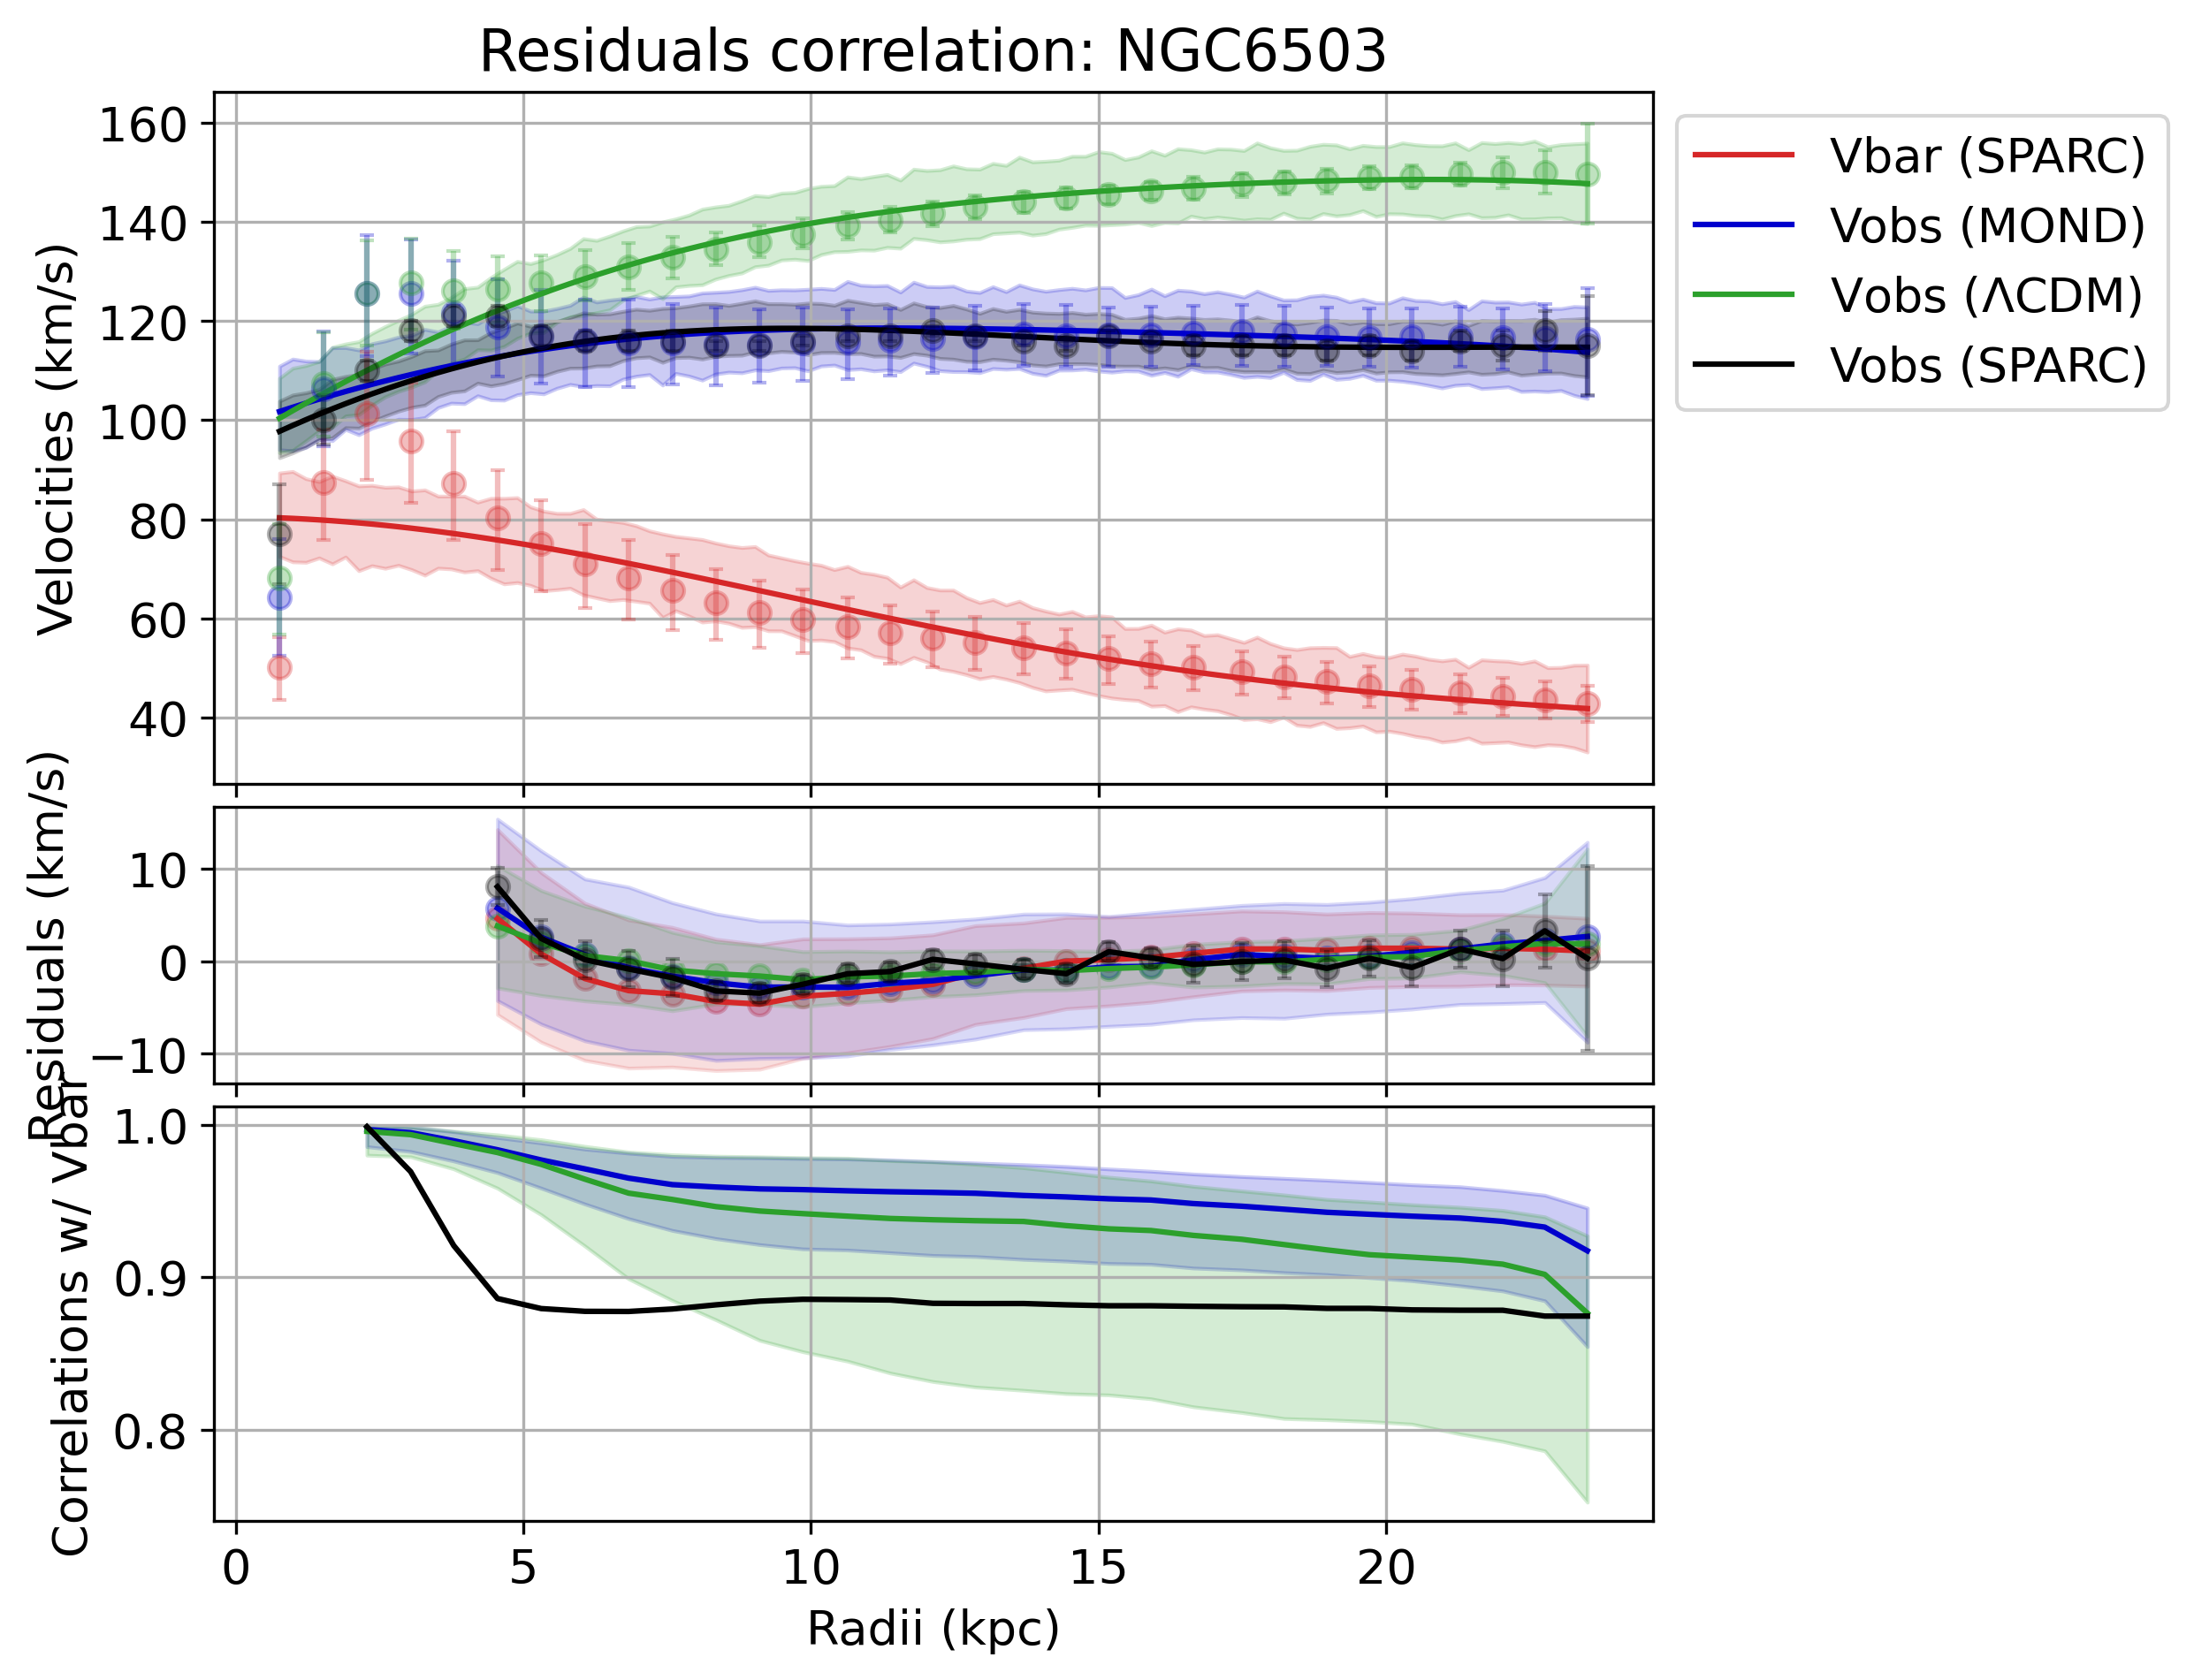 Residuals correlation: NGC6503
Velocities (km/s)
160
140
120
100
80
60
40
Vbar (SPARC)
Vobs (MOND)
Vobs (ΛCDM)
Vobs (SPARC)
Residuals (km/s)
10
0
−10
Correlations w/ Vbar
1.0
0.9
0.8
0
5
10
15
20
Radii (kpc)